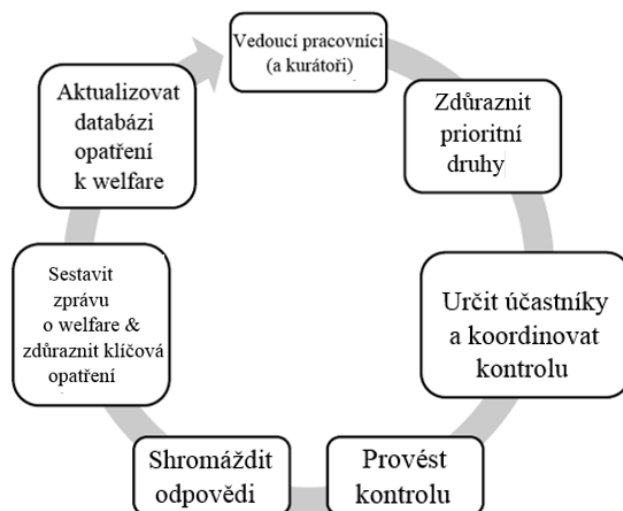 Vedoucí pracovníci
(a kurátoři)
Zdůraznit
prioritní
druhy
Určit účastníky
a koordinovat
kontrolu
Provést
kontrolu
Shromáždit
odpovědi
Sestavit
zprávu
o welfare &
zdůraznit klíčová
opatření
Aktualizovat
databázi
opatření
k welfare